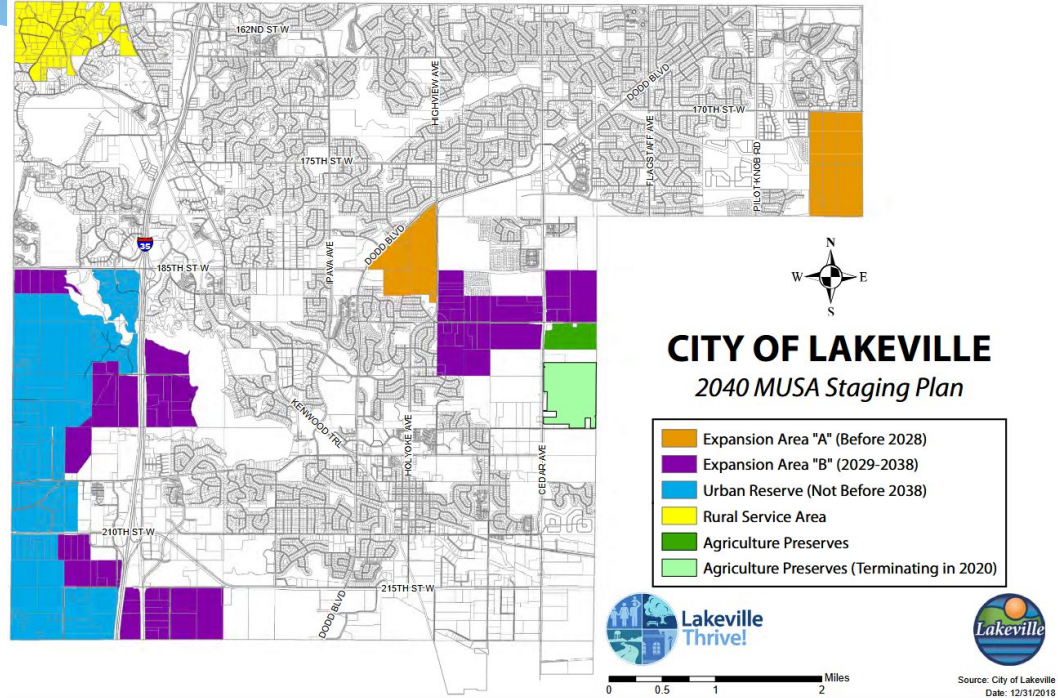 162ND ST W
HIGHVIEW AVE
DODD BLVD
170TH ST W
FLAGSTAFF AVE
PILOT KNOB RD
175TH ST W
DODD BLVD
IPAVA AVE
35
185TH ST W
N
W E
S
CITY OF LAKEVILLE
2040 MUSA Staging Plan
KENWOOD TRL
HOLYOKE AVE
CEDAR AVE
Expansion Area "A" (Before 2028)
Expansion Area "B" (2029-2038)
Urban Reserve (Not Before 2038)
Rural Service Area
Agriculture Preserves
Agriculture Preserves (Terminating in 2020)
210TH ST W
215TH ST W
DODD BLVD
Lakeville
Thrive!
Lakeville
Miles
0 0.5 1 2
Source: City of Lakeville
Date: 12/31/2018